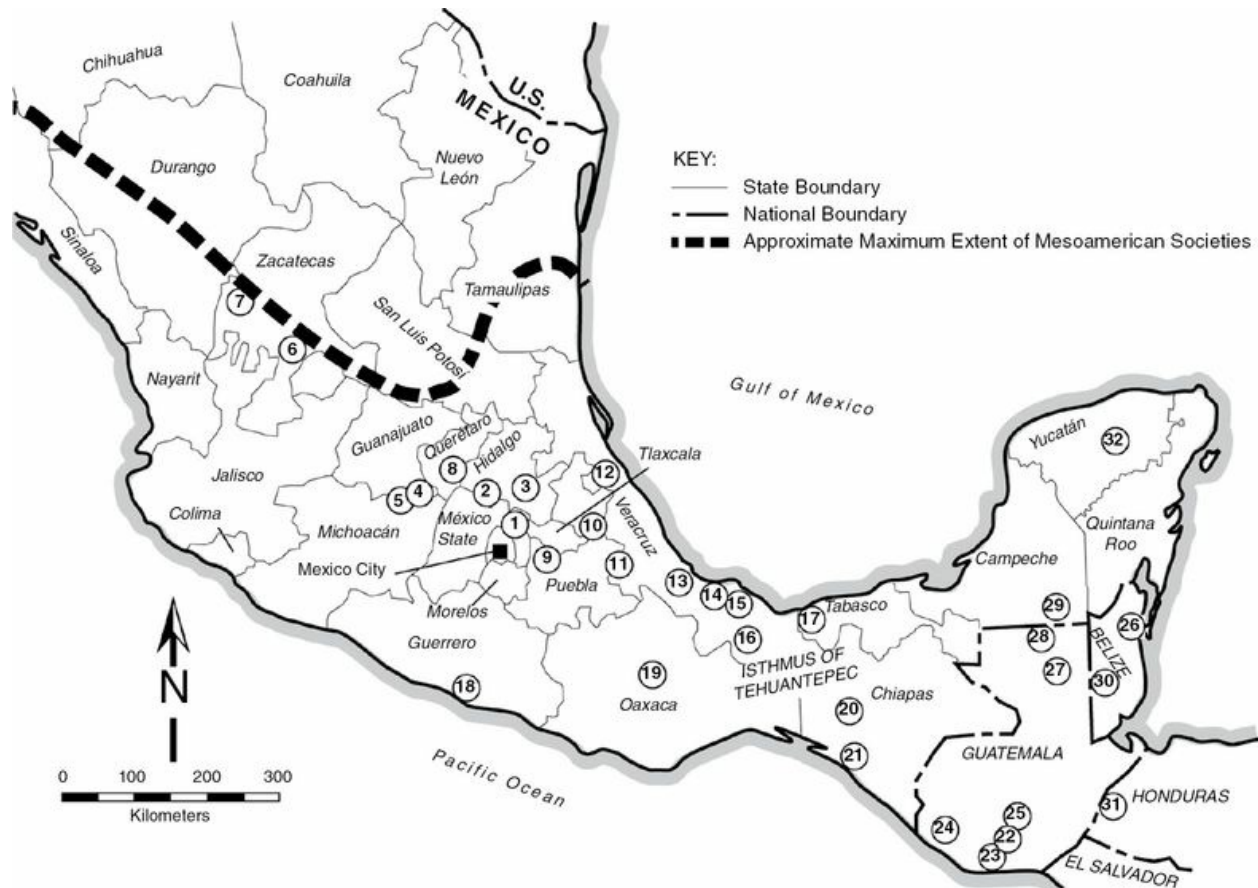 Chihuahua
Coahuila
U.S.
MEXICO
Durango
Nuevo
León
KEY:
State Boundary
National Boundary
Approximate Maximum Extent of Mesoamerican Societies
Sinaloa
Zacatecas
Tamaulipas
San Luis Potosí
7
6
Nayarit
Gulf of Mexico
Guanajuato
Querétaro
Hidalgo
Tlaxcala
Yucatán
32
Jalisco
8
12
5
4
2
3
Veracruz
Colima
Michoacán
México
State
1
10
Quintana
Roo
Mexico City
9
11
Puebla
Campeche
Morelos
13
14
15
17
Tabasco
29
26
Guerrero
16
28
BELIZE
ISTHMUS OF
TEHUANTEPEC
27
30
18
19
Oaxaca
Chiapas
20
N
21
GUATEMALA
Pacific Ocean
0 100 200 300
Kilometers
HONDURAS
31
25
24
22
23
EL SALVADOR